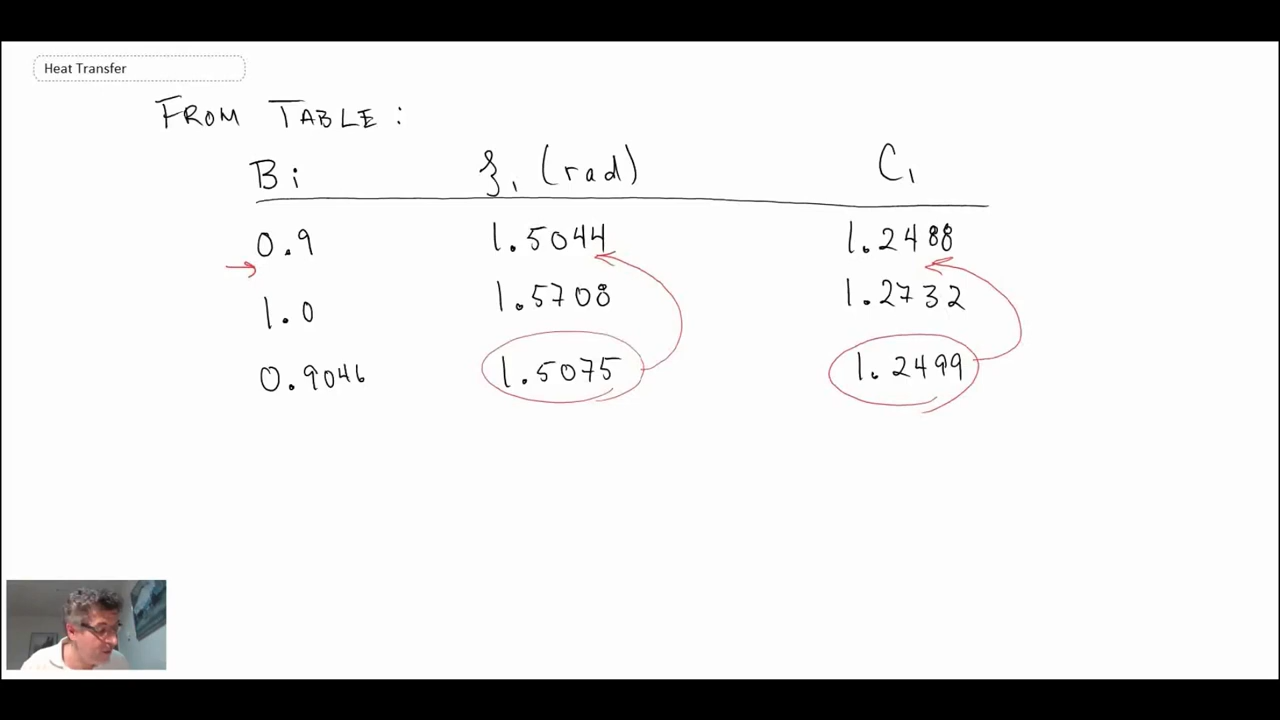 Heat Transfer
FROM TABLE:
Bi ξ₁ (rad) C₁
0.9 1.5044 1.2488
1.0 1.5708 1.2732
0.9046 1.5075 1.2499